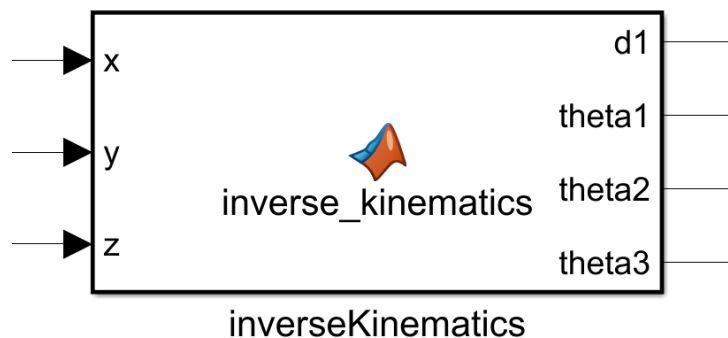 x
y
z
inverse_kinematics
d1
theta1
theta2
theta3
inverseKinematics